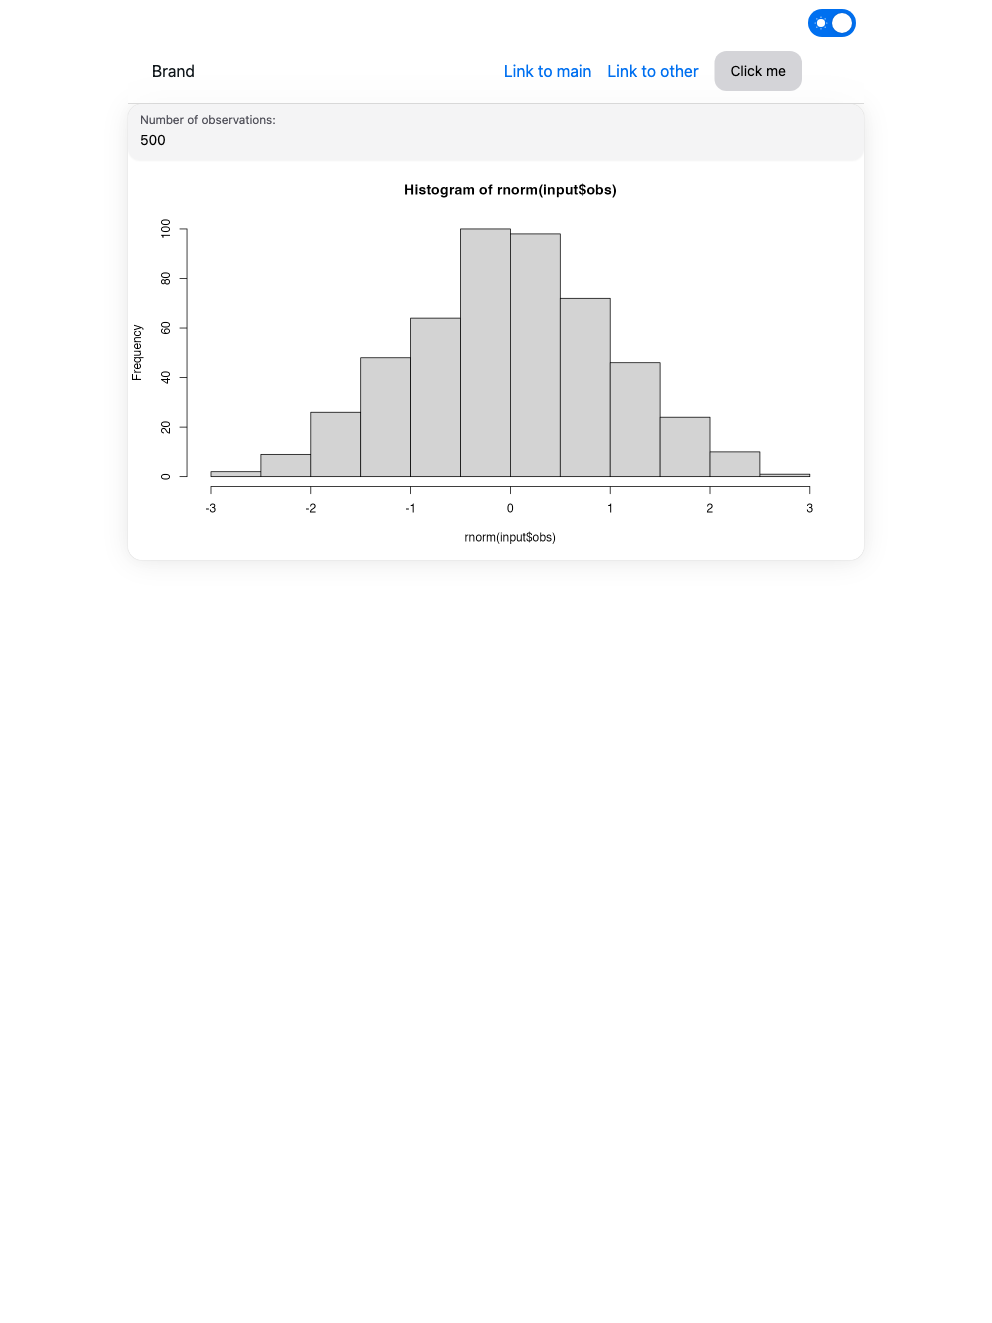 Brand Link to main Link to other Click me
Number of observations:
500
Histogram of rnorm(input$obs)
Frequency
100
80
60
40
20
0
-3 -2 -1 0 1 2 3
rnorm(input$obs)